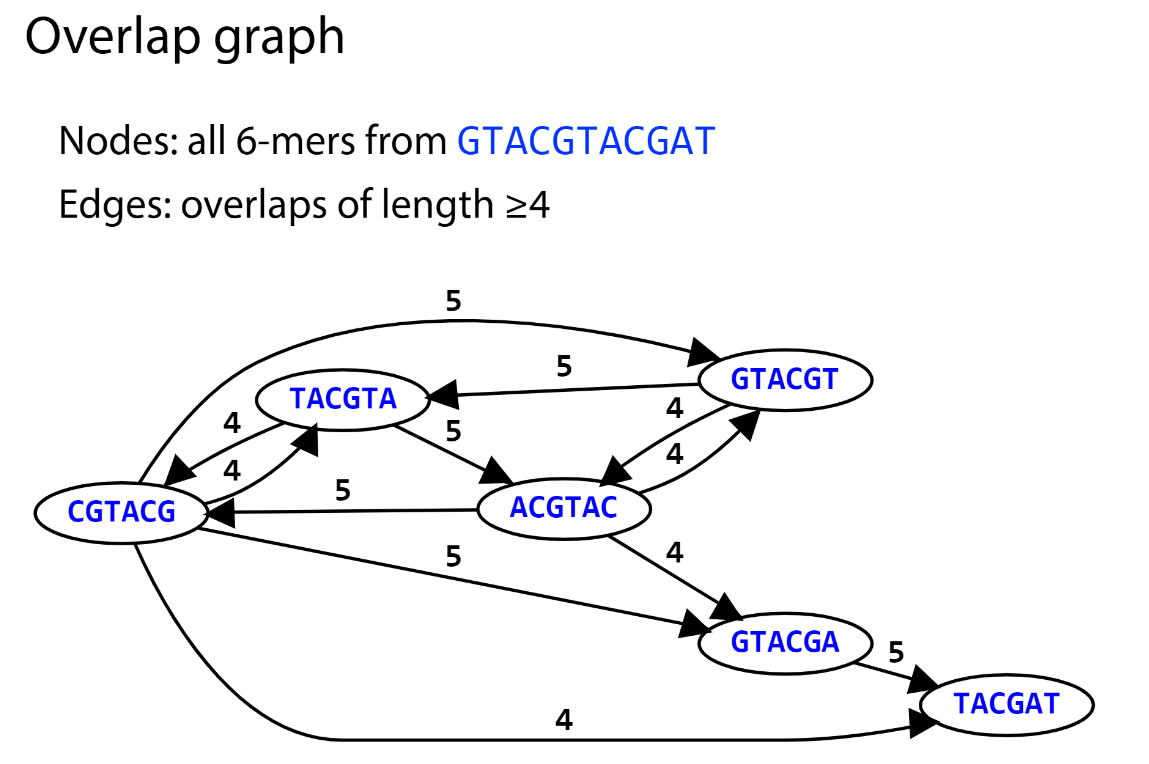 Overlap graph
Nodes: all 6-mers from GTACGTACGAT
Edges: overlaps of length ≥4
5
5
GTACGT
TACGTA
4
4
5
4
4
5
CGTACG
ACGTAC
5
4
GTACGA
5
TACGAT
4